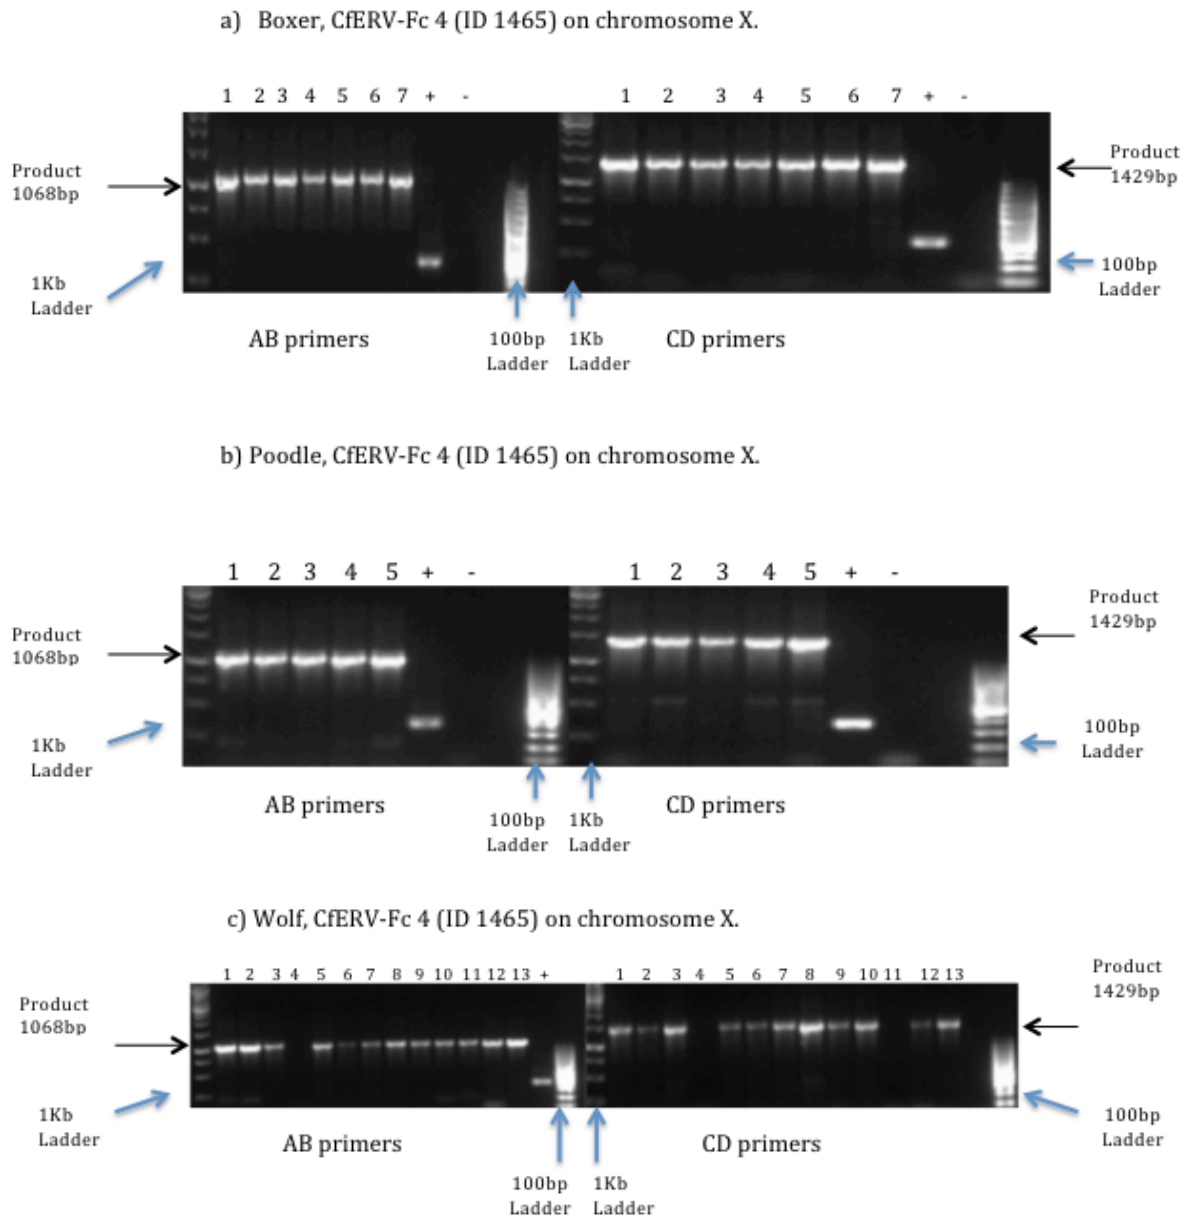 a) Boxer, CfERV-Fc 4 (ID 1465) on chromosome X.
1 2 3 4 5 6 7 + -
1 2 3 4 5 6 7 + -
Product
1068bp
Product
1429bp
1Kb
Ladder
100bp
Ladder
AB primers
100bp
Ladder
1Kb
Ladder
CD primers
b) Poodle, CfERV-Fc 4 (ID 1465) on chromosome X.
1 2 3 4 5 + -
1 2 3 4 5 + -
Product
1068bp
Product
1429bp
1Kb
Ladder
100bp
Ladder
AB primers
100bp
Ladder
1Kb
Ladder
CD primers
c) Wolf, CfERV-Fc 4 (ID 1465) on chromosome X.
1 2 3 4 5 6 7 8 9 10 11 12 13 +
1 2 3 4 5 6 7 8 9 10 11 12 13
Product
1068bp
Product
1429bp
1Kb
Ladder
100bp
Ladder
AB primers
100bp
Ladder
1Kb
Ladder
CD primers